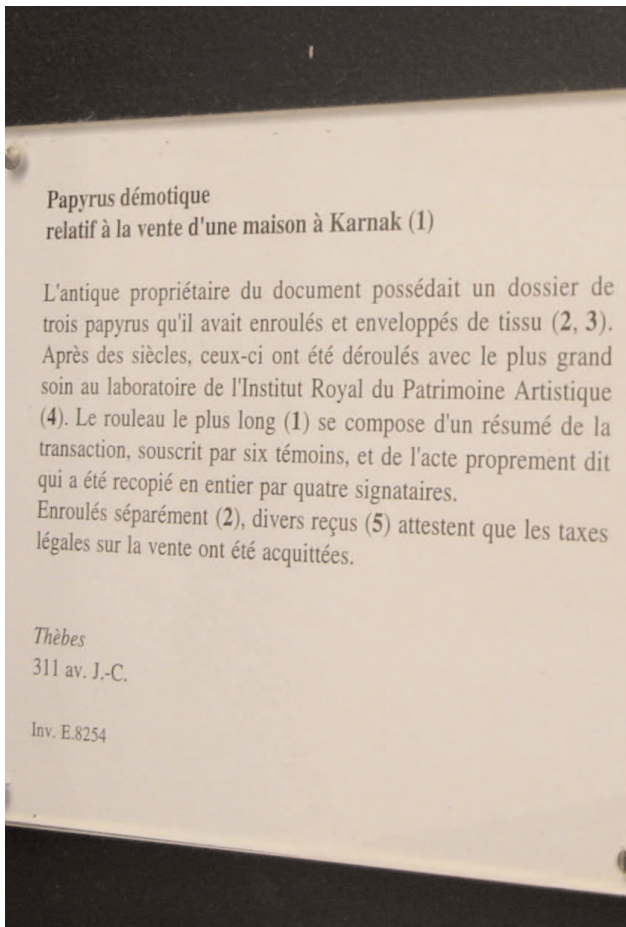 Papyrus démotique
relatif à la vente d'une maison à Karnak (1)
L'antique propriétaire du document possédait un dossier de
trois papyrus qu'il avait enroulés et enveloppés de tissu (2, 3).
Après des siècles, ceux-ci ont été déroulés avec le plus grand
soin au laboratoire de l'Institut Royal du Patrimoine Artistique
(4). Le rouleau le plus long (1) se compose d'un résumé de la
transaction, souscrit par six témoins, et de l'acte proprement dit
qui a été recopié en entier par quatre signataires.
Enroulés séparément (2), divers reçus (5) attestent que les taxes
légales sur la vente ont été acquittées.
Thèbes
311 av. J.-C.
Inv. E.8254